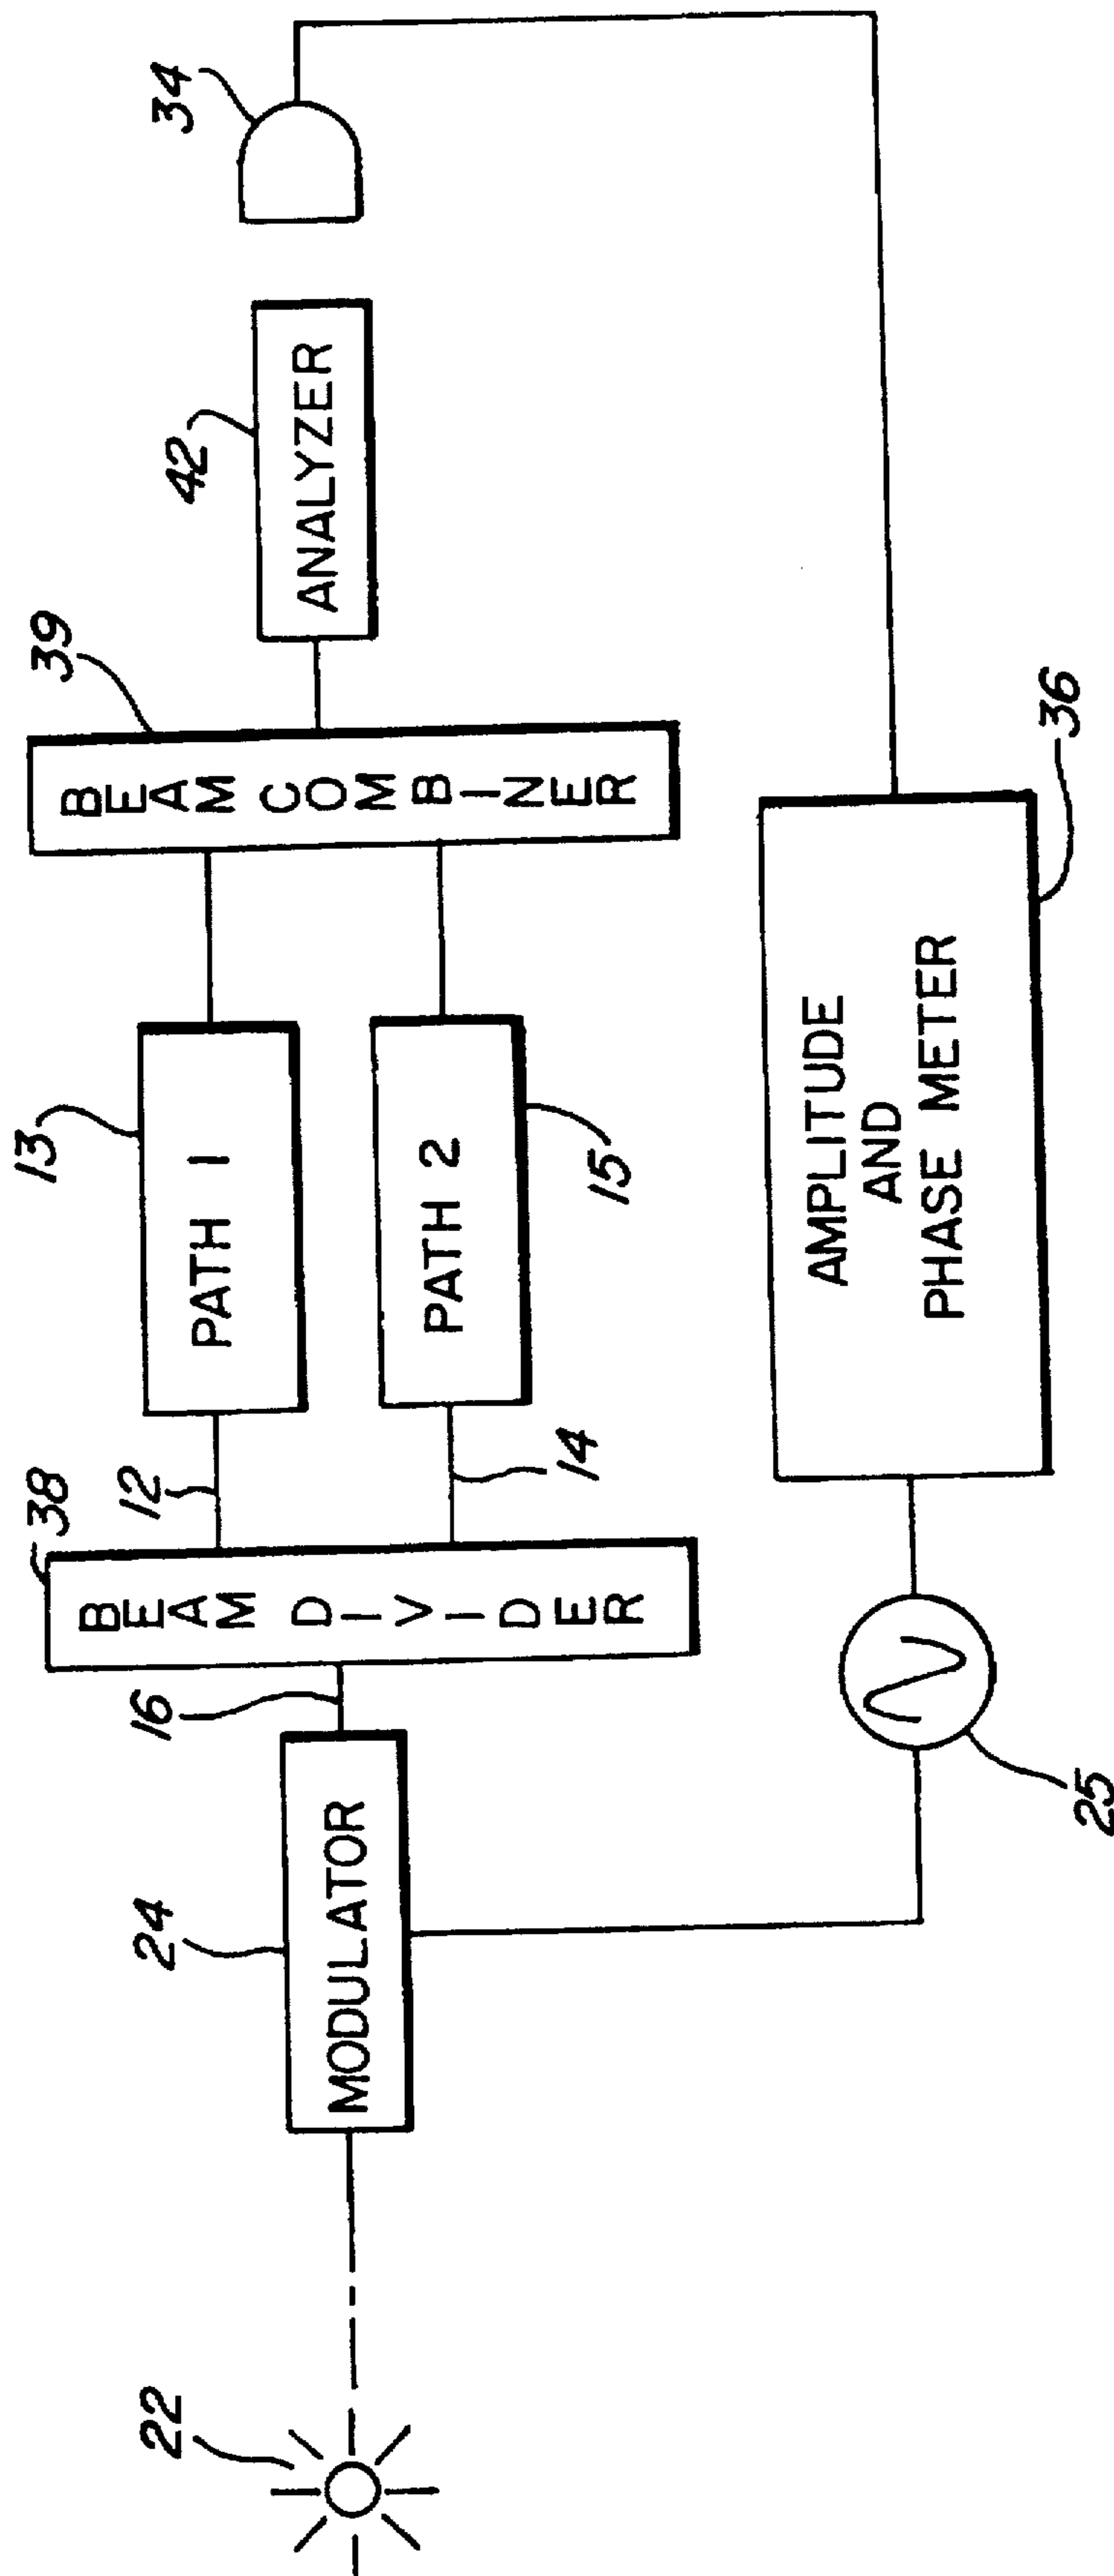 22
24
MODULATOR
16
38
BEAM DIVIDER
12
14
13
PATH 1
PATH 2
15
39
BEAM COMBINER
42
ANALYZER
34
25
AMPLITUDE
AND
PHASE METER
36